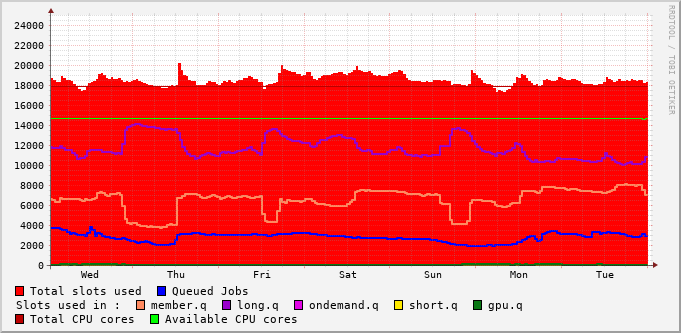 RRDTOOL / TOBI OETIKER
24000
22000
20000
18000
16000
14000
12000
10000
8000
6000
4000
2000
0
Wed Thu Fri Sat Sun Mon Tue
Total slots used Queued Jobs
Slots used in : member.q long.q ondemand.q short.q gpu.q
Total CPU cores Available CPU cores